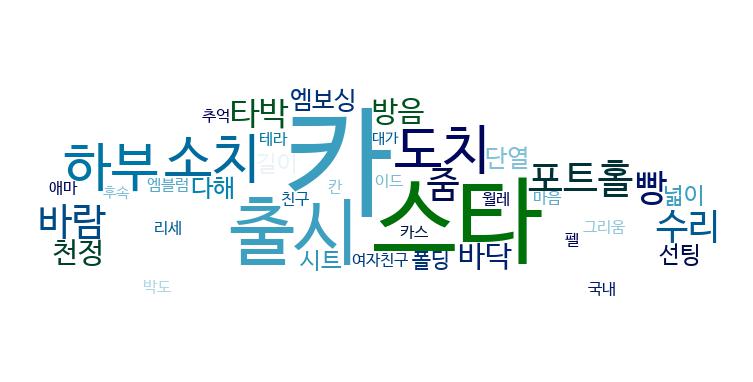 엠보싱
추억
타박
카
방음
테라
대가
하부
소치
길이
도치
단열
포트홀
애마
후속
엠블럼
다해
친구
칸
이드
줌
월레
마음
빵
넓이
바람
리세
출시
스타
카스
그리움
수리
천정
시트
여자친구
폴딩
바닥
펠
선팅
박도
국내